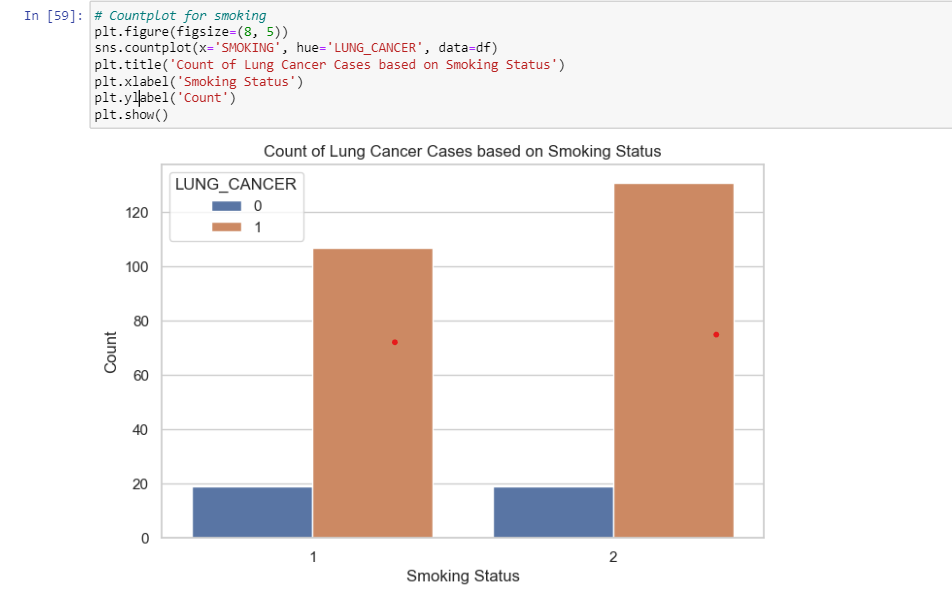 In [59]: # Countplot for smoking
plt.figure(figsize=(8, 5))
sns.countplot(x='SMOKING', hue='LUNG_CANCER', data=df)
plt.title('Count of Lung Cancer Cases based on Smoking Status')
plt.xlabel('Smoking Status')
plt.ylabel('Count')
plt.show()
Count of Lung Cancer Cases based on Smoking Status
LUNG_CANCER
0
1
120
100
80
60
40
20
0
Count
1 2
Smoking Status